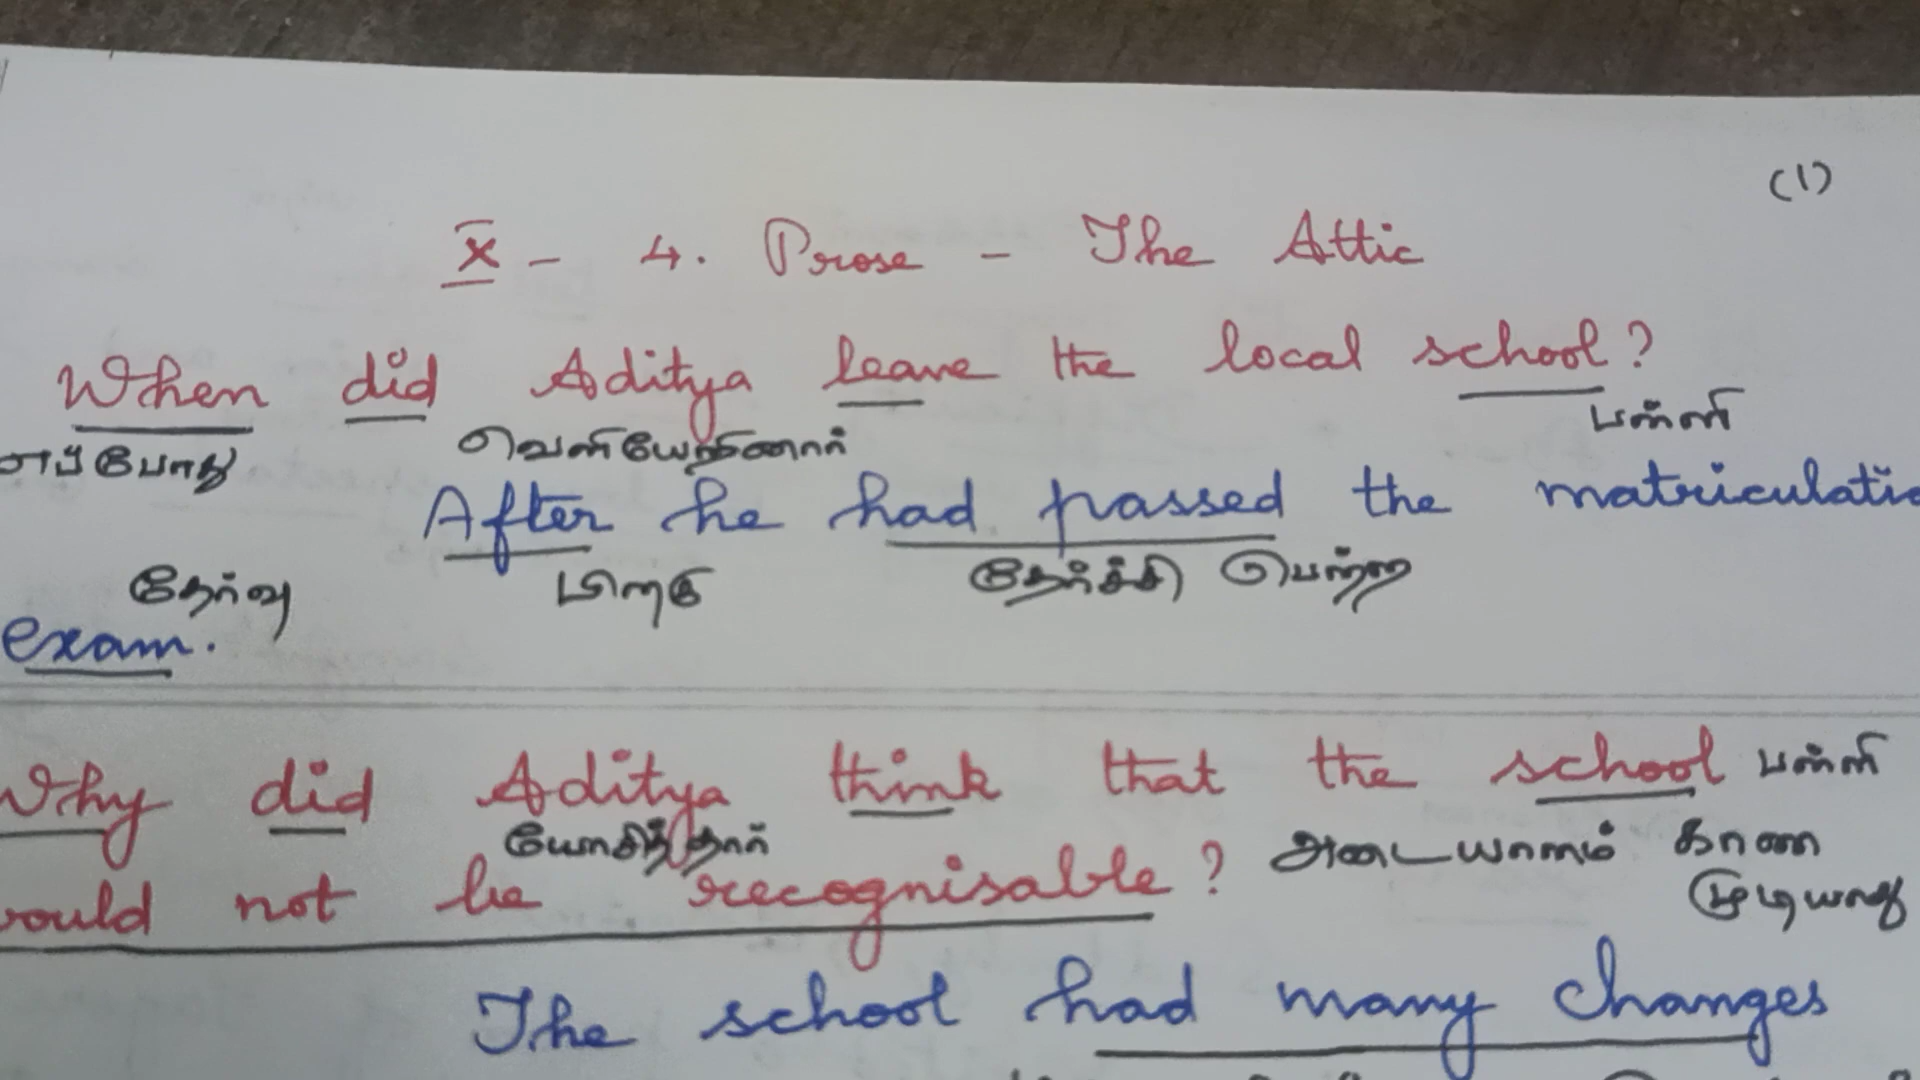 (1)
X - 4. Prose - The Attic
When did Aditya leave the local school?
எப்போது வெளியேறினார் பள்ளி
After he had passed the matriculatio
தேர்வு பிறகு தேர்ச்சி பெற்ற
exam.
Why did Aditya think that the school பள்ளி
யோசித்தார் அடையாளம் காண
would not be recognisable? முடியாது
The school had many changes